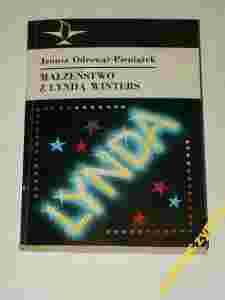 Janusz Odrowąż-Pieniążek
MAŁŻEŃSTWO
Z LYNDĄ WINTERS
LYNDA